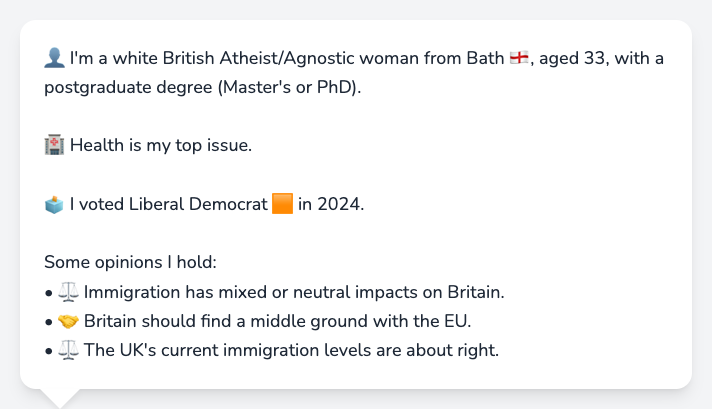 👤 I'm a white British Atheist/Agnostic woman from Bath 🏴󠁧󠁢󠁥󠁮󠁧󠁿, aged 33, with a
postgraduate degree (Master's or PhD).
🏥 Health is my top issue.
🗳️ I voted Liberal Democrat 🟧 in 2024.
Some opinions I hold:
• ⚖️ Immigration has mixed or neutral impacts on Britain.
• 🤝 Britain should find a middle ground with the EU.
• ⚖️ The UK's current immigration levels are about right.